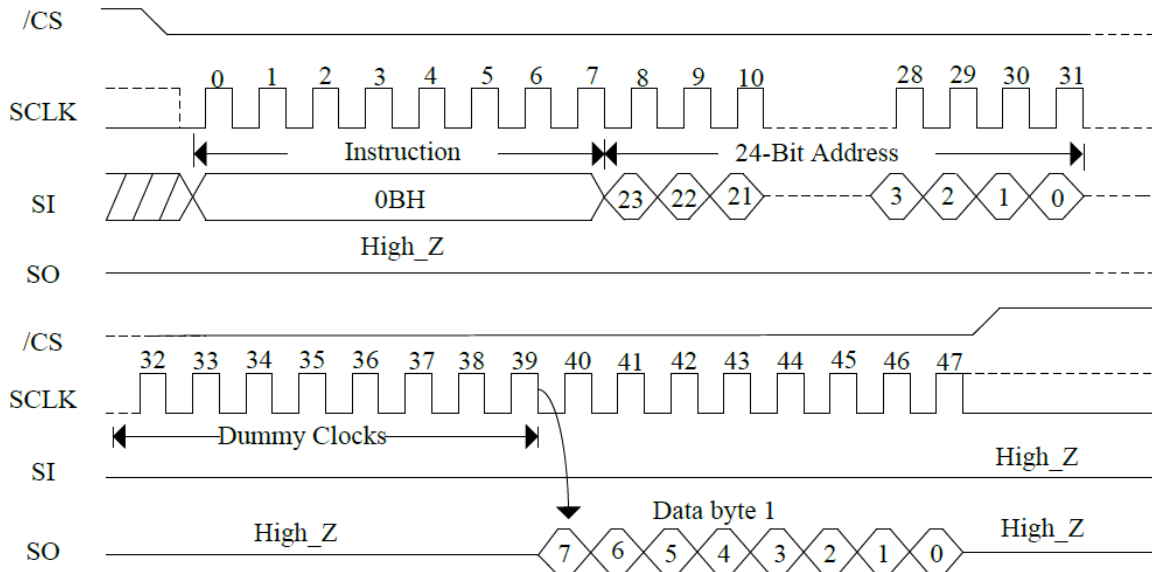 /CS
0 1 2 3 4 5 6 7 8 9 10 28 29 30 31
SCLK
Instruction 24-Bit Address
SI 0BH 23 22 21 3 2 1 0
High_Z
SO
/CS
32 33 34 35 36 37 38 39 40 41 42 43 44 45 46 47
SCLK
Dummy Clocks
SI High_Z
High_Z Data byte 1 High_Z
SO 7 6 5 4 3 2 1 0